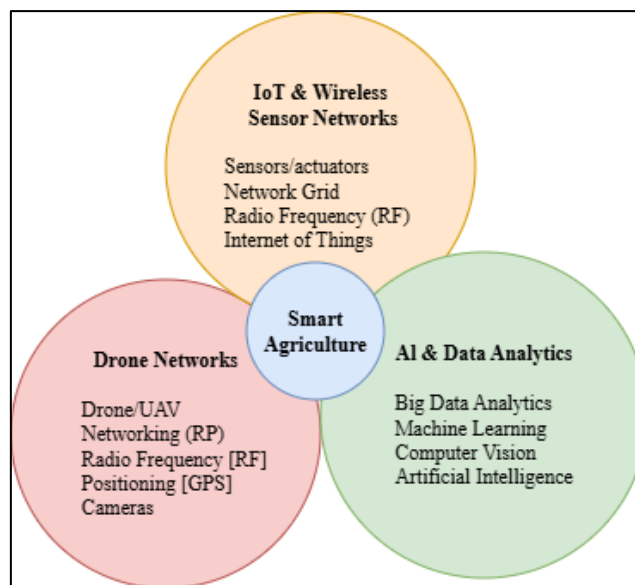 IoT & Wireless
Sensor Networks
Sensors/actuators
Network Grid
Radio Frequency (RF)
Internet of Things
Smart
Agriculture
Drone Networks
Drone/UAV
Networking (RP)
Radio Frequency [RF]
Positioning [GPS]
Cameras
Al & Data Analytics
Big Data Analytics
Machine Learning
Computer Vision
Artificial Intelligence